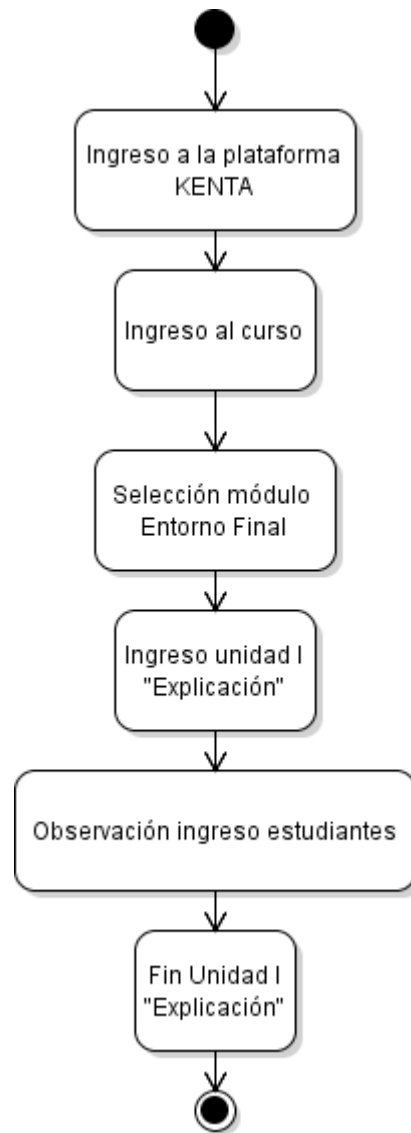 Ingreso a la plataforma
KENTA
Ingreso al curso
Selección módulo
Entorno Final
Ingreso unidad I
"Explicación"
Observación ingreso estudiantes
Fin Unidad I
"Explicación"